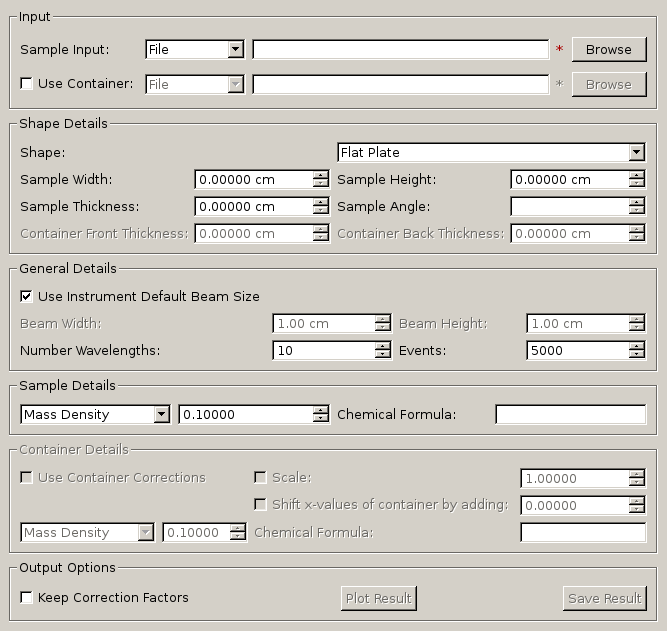 Input
Sample Input: File * Browse
Use Container: File * Browse
Shape Details
Shape: Flat Plate
Sample Width: 0.00000 cm Sample Height: 0.00000 cm
Sample Thickness: 0.00000 cm Sample Angle:
Container Front Thickness: 0.00000 cm Container Back Thickness: 0.00000 cm
General Details
Use Instrument Default Beam Size
Beam Width: 1.00 cm Beam Height: 1.00 cm
Number Wavelengths: 10 Events: 5000
Sample Details
Mass Density 0.10000 Chemical Formula:
Container Details
Use Container Corrections Scale: 1.00000
Shift x-values of container by adding: 0.00000
Mass Density 0.10000 Chemical Formula:
Output Options
Keep Correction Factors Plot Result Save Result